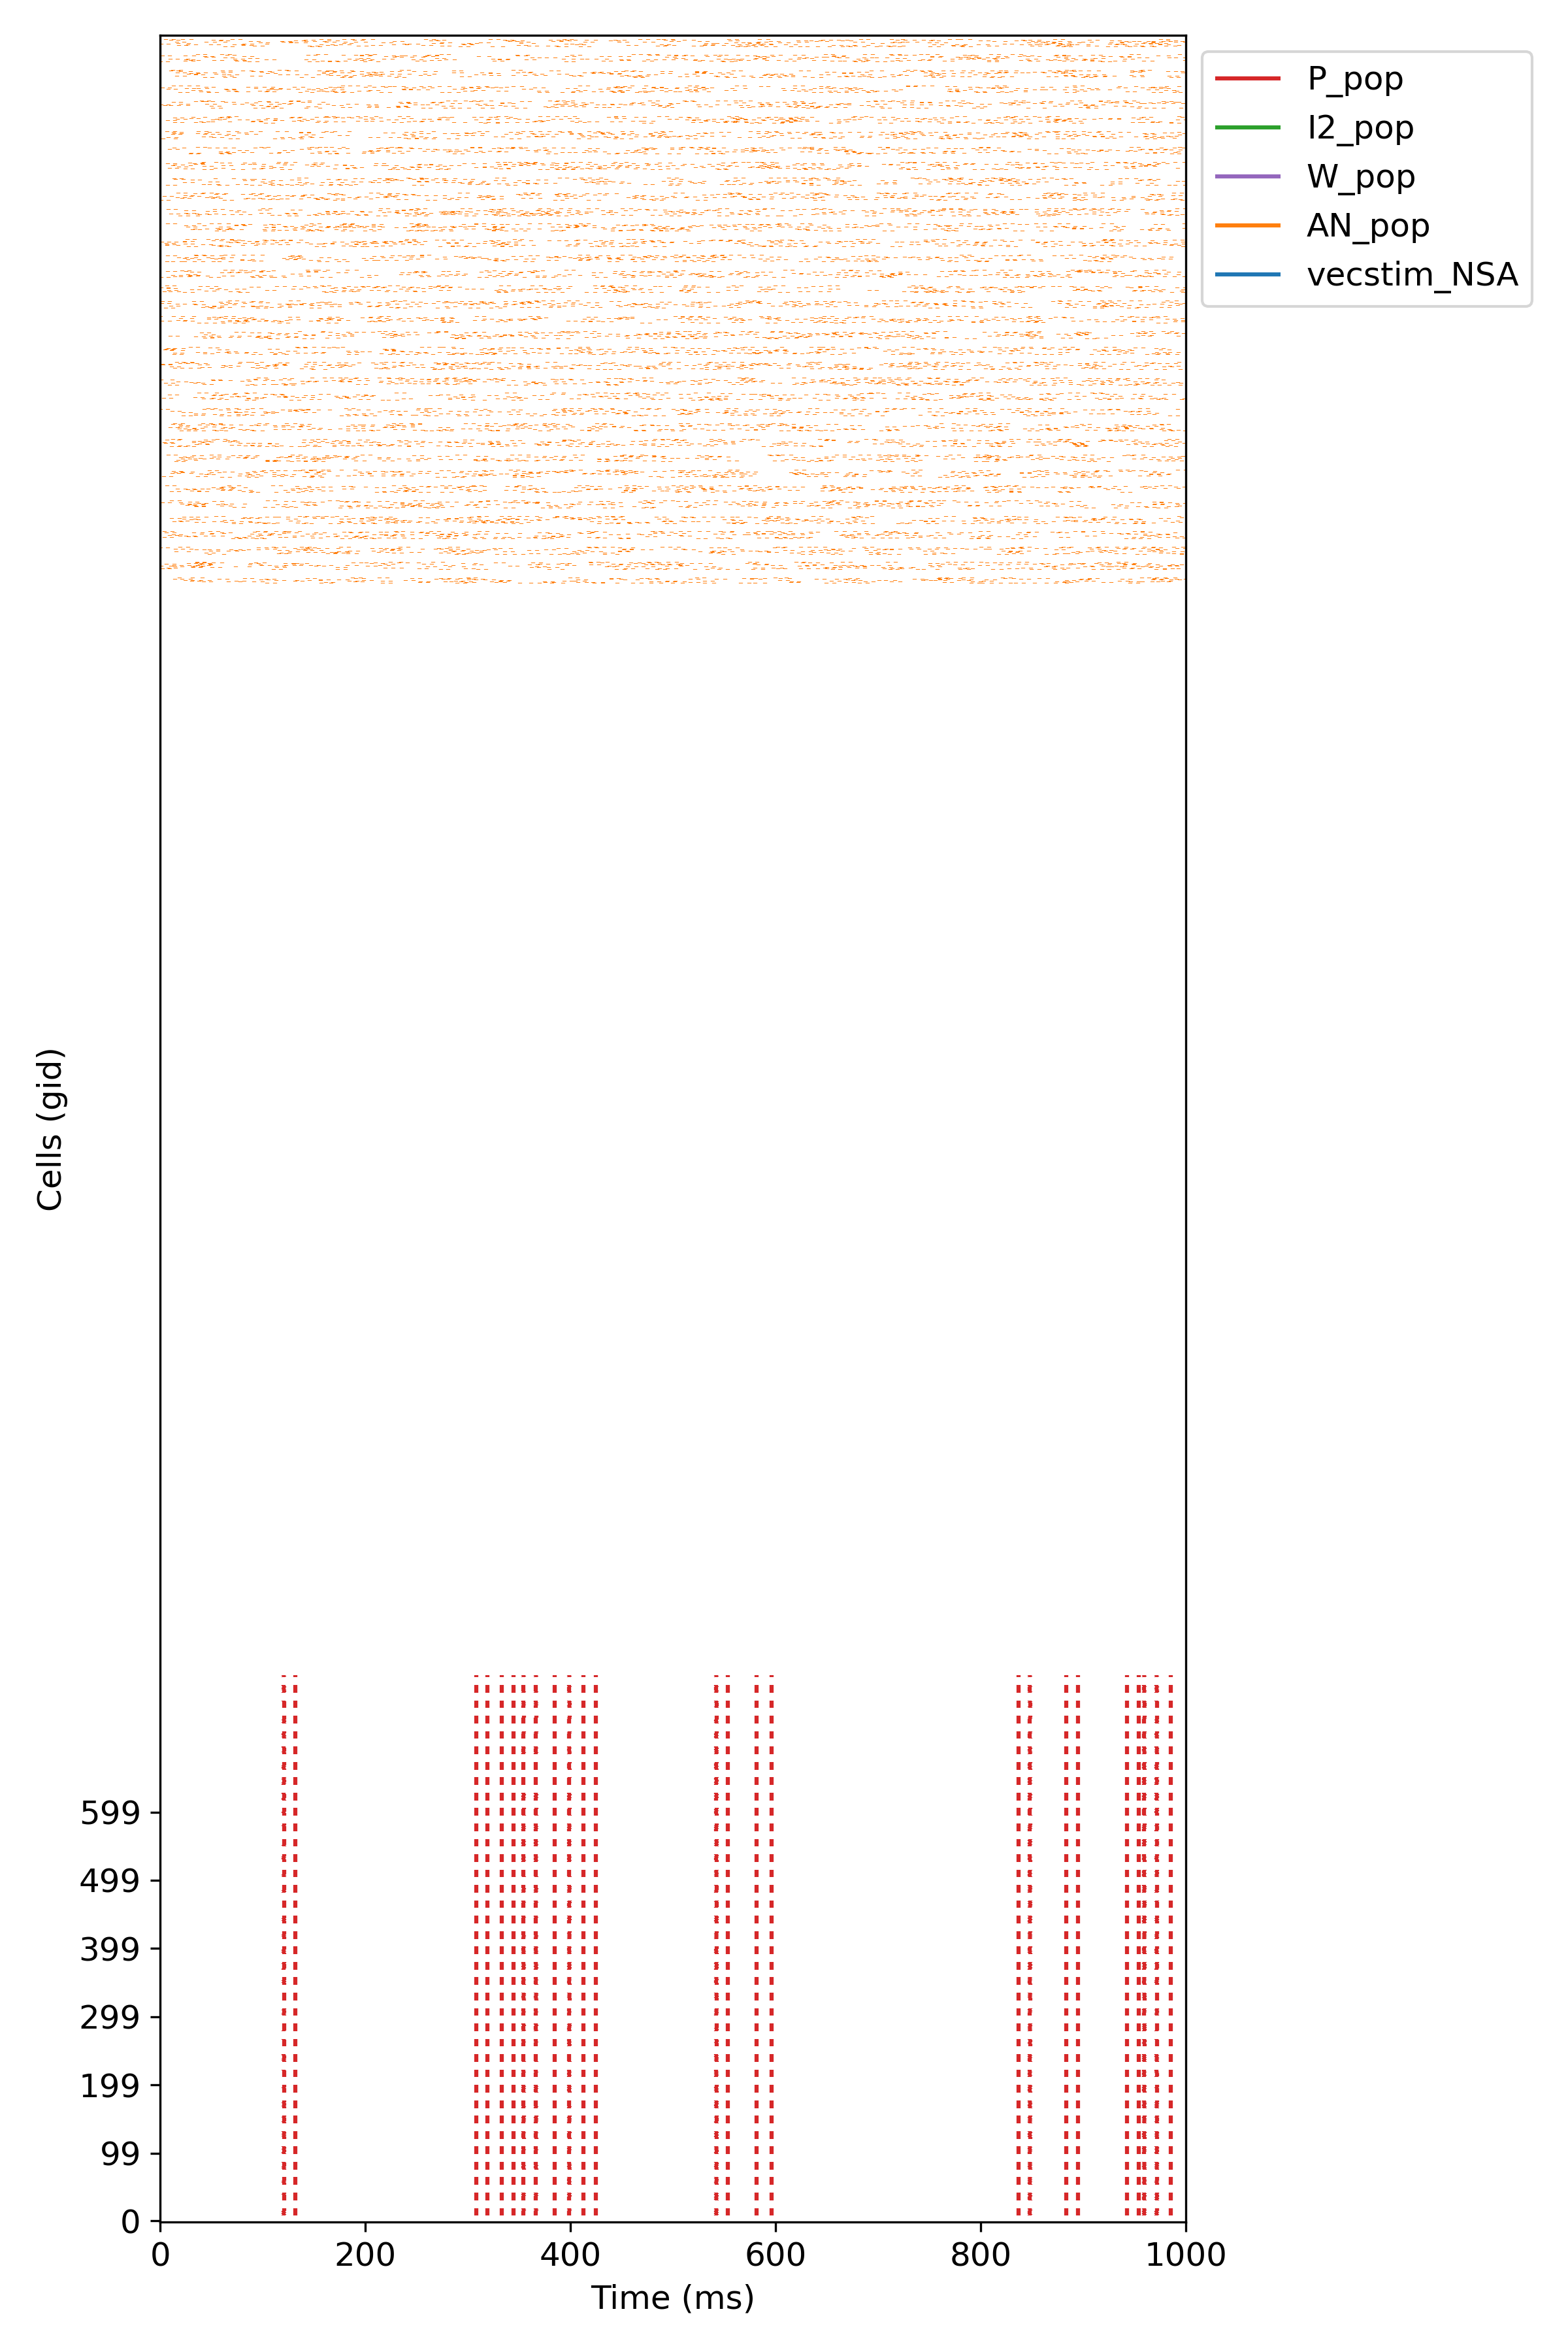 P_pop
I2_pop
W_pop
AN_pop
vecstim_NSA
Cells (gid)
599
499
399
299
199
99
0
0 200 400 600 800 1000
Time (ms)